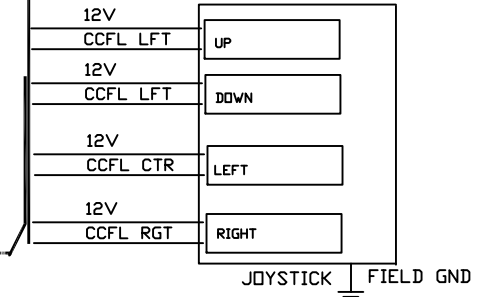 12V
CCFL LFT
UP
12V
CCFL LFT
DOWN
12V
CCFL CTR
LEFT
12V
CCFL RGT
RIGHT
JOYSTICK
FIELD GND